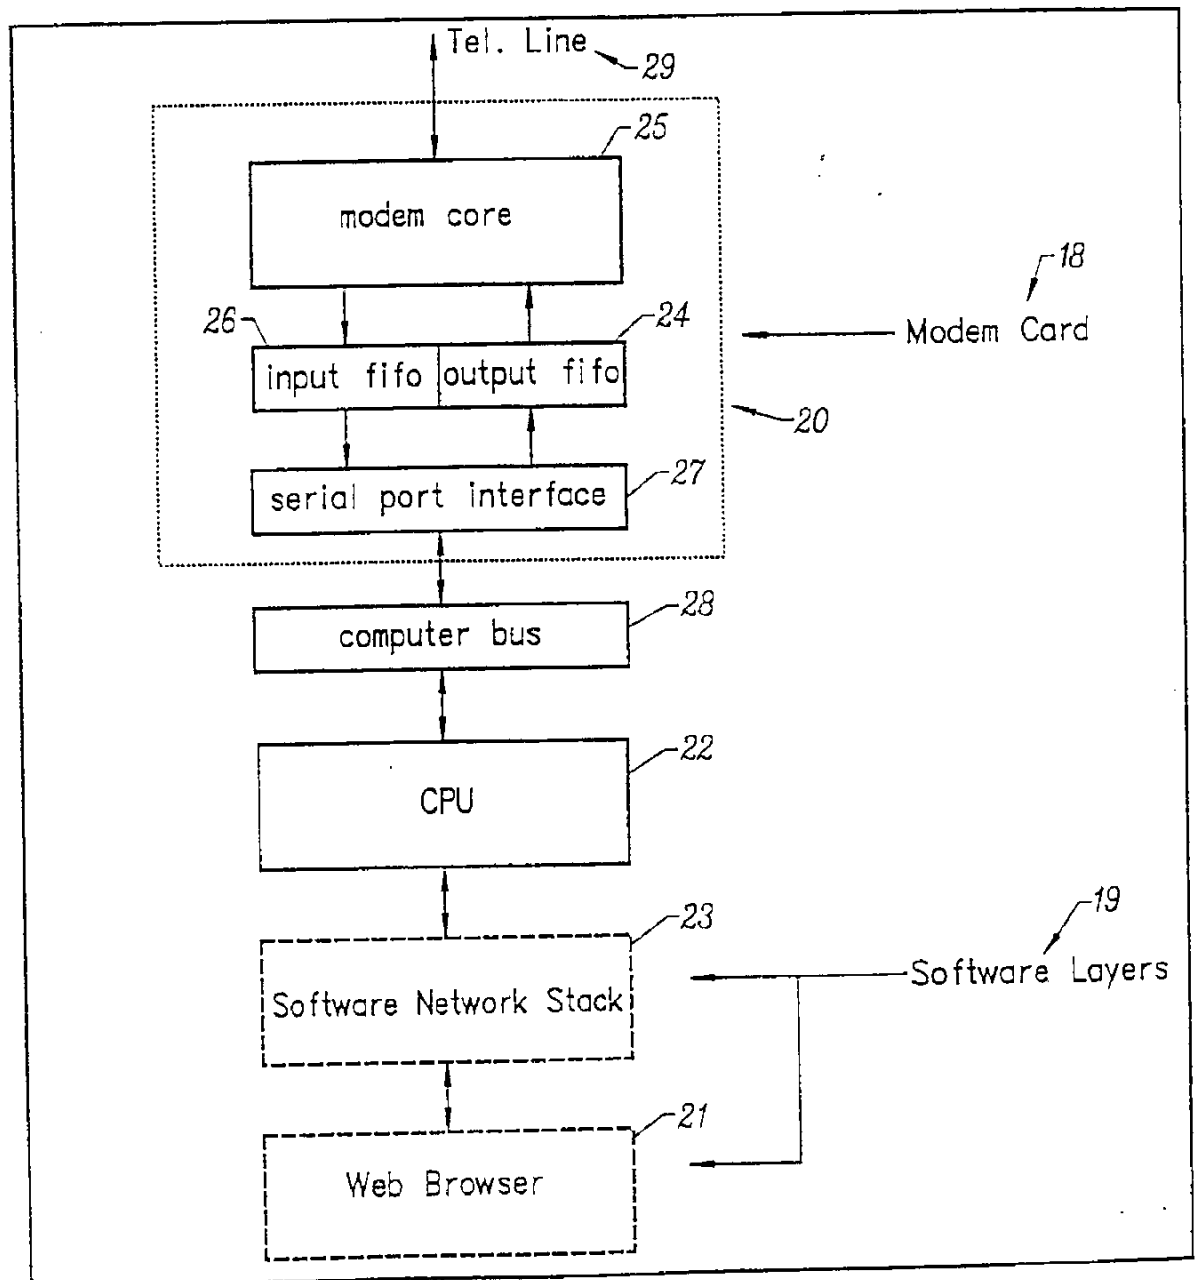 Tel. Line
29
25
modem core
18
26
24
Modem Card
input fifo
output fifo
20
27
serial port interface
28
computer bus
22
CPU
23
19
Software Layers
Software Network Stack
21
Web Browser